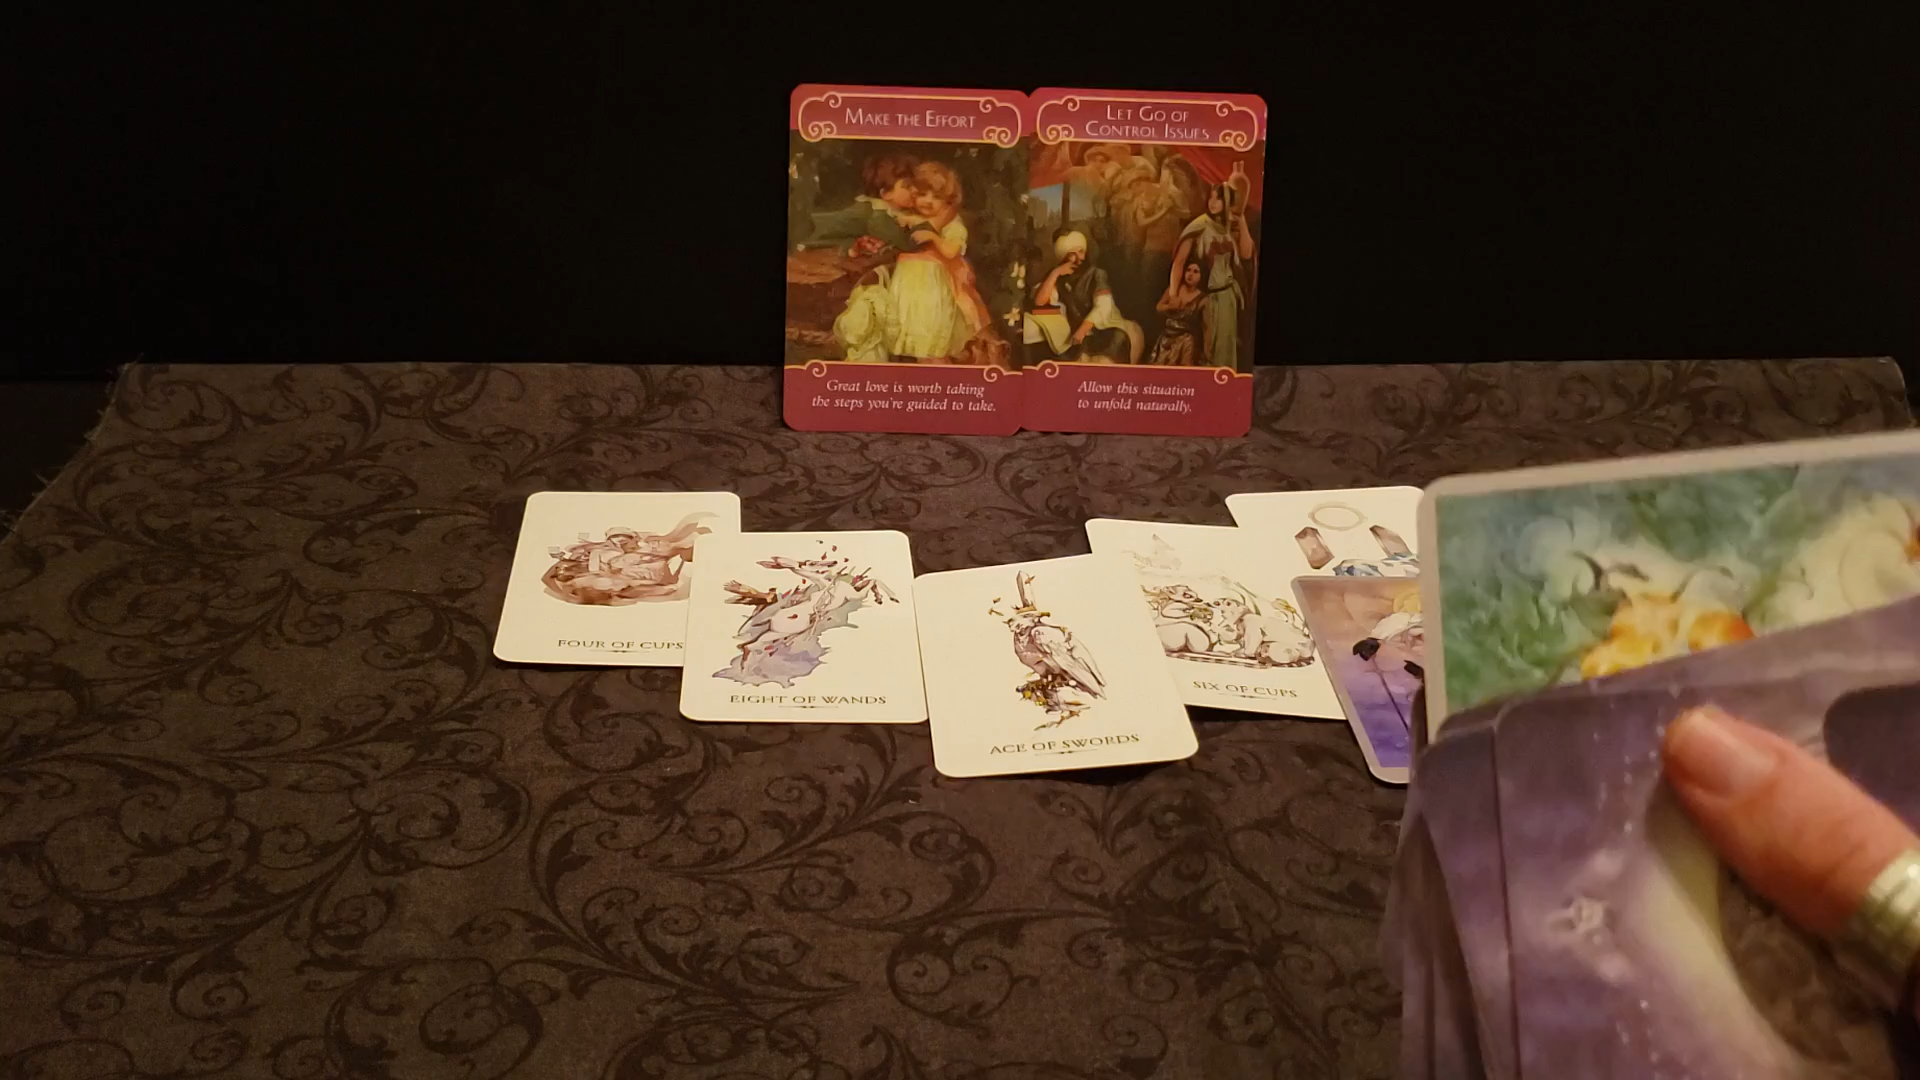 MAKE THE EFFORT
LET GO OF
CONTROL ISSUES
Great love is worth taking
the steps you're guided to take.
Allow this situation
to unfold naturally.
FOUR OF CUPS
EIGHT OF WANDS
ACE OF SWORDS
SIX OF CUPS